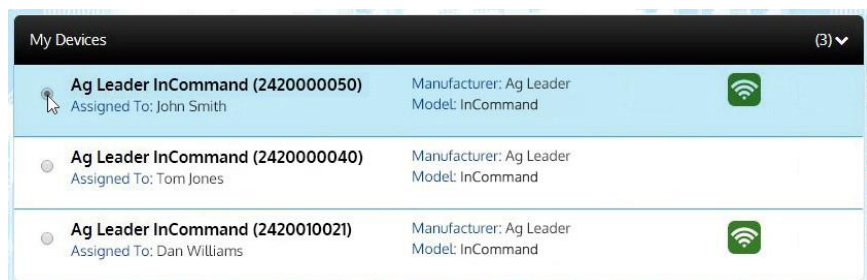 My Devices (3)
Ag Leader InCommand (2420000050) Manufacturer: Ag Leader
Assigned To: John Smith Model: InCommand
Ag Leader InCommand (2420000040) Manufacturer: Ag Leader
Assigned To: Tom Jones Model: InCommand
Ag Leader InCommand (2420010021) Manufacturer: Ag Leader
Assigned To: Dan Williams Model: InCommand